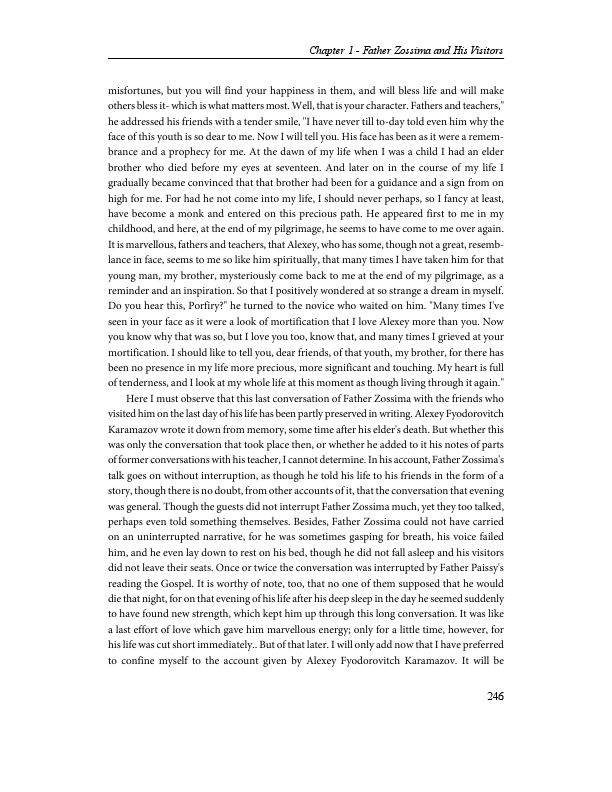 Chapter 1 - Father Zossima and His Visitors
misfortunes, but you will find your happiness in them, and will bless life and will make
others bless it- which is what matters most. Well, that is your character. Fathers and teachers,"
he addressed his friends with a tender smile, "I have never till to-day told even him why the
face of this youth is so dear to me. Now I will tell you. His face has been as it were a remem-
brance and a prophecy for me. At the dawn of my life when I was a child I had an elder
brother who died before my eyes at seventeen. And later on in the course of my life I
gradually became convinced that that brother had been for a guidance and a sign from on
high for me. For had he not come into my life, I should never perhaps, so I fancy at least,
have become a monk and entered on this precious path. He appeared first to me in my
childhood, and here, at the end of my pilgrimage, he seems to have come to me over again.
It is marvellous, fathers and teachers, that Alexey, who has some, though not a great, resemb-
lance in face, seems to me so like him spiritually, that many times I have taken him for that
young man, my brother, mysteriously come back to me at the end of my pilgrimage, as a
reminder and an inspiration. So that I positively wondered at so strange a dream in myself.
Do you hear this, Porfiry?" he turned to the novice who waited on him. "Many times I've
seen in your face as it were a look of mortification that I love Alexey more than you. Now
you know why that was so, but I love you too, know that, and many times I grieved at your
mortification. I should like to tell you, dear friends, of that youth, my brother, for there has
been no presence in my life more precious, more significant and touching. My heart is full
of tenderness, and I look at my whole life at this moment as though living through it again."
Here I must observe that this last conversation of Father Zossima with the friends who
visited him on the last day of his life has been partly preserved in writing. Alexey Fyodorovitch
Karamazov wrote it down from memory, some time after his elder's death. But whether this
was only the conversation that took place then, or whether he added to it his notes of parts
of former conversations with his teacher, I cannot determine. In his account, Father Zossima's
talk goes on without interruption, as though he told his life to his friends in the form of a
story, though there is no doubt, from other accounts of it, that the conversation that evening
was general. Though the guests did not interrupt Father Zossima much, yet they too talked,
perhaps even told something themselves. Besides, Father Zossima could not have carried
on an uninterrupted narrative, for he was sometimes gasping for breath, his voice failed
him, and he even lay down to rest on his bed, though he did not fall asleep and his visitors
did not leave their seats. Once or twice the conversation was interrupted by Father Paissy's
reading the Gospel. It is worthy of note, too, that no one of them supposed that he would
die that night, for on that evening of his life after his deep sleep in the day he seemed suddenly
to have found new strength, which kept him up through this long conversation. It was like
a last effort of love which gave him marvellous energy; only for a little time, however, for
his life was cut short immediately.. But of that later. I will only add now that I have preferred
to confine myself to the account given by Alexey Fyodorovitch Karamazov. It will be
246